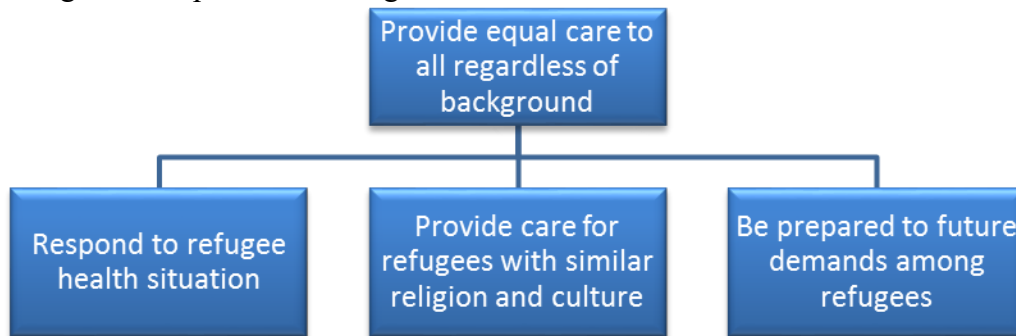 Provide equal care to
all regardless of
background
Respond to refugee
health situation
Provide care for
refugees with similar
religion and culture
Be prepared to future
demands among
refugees